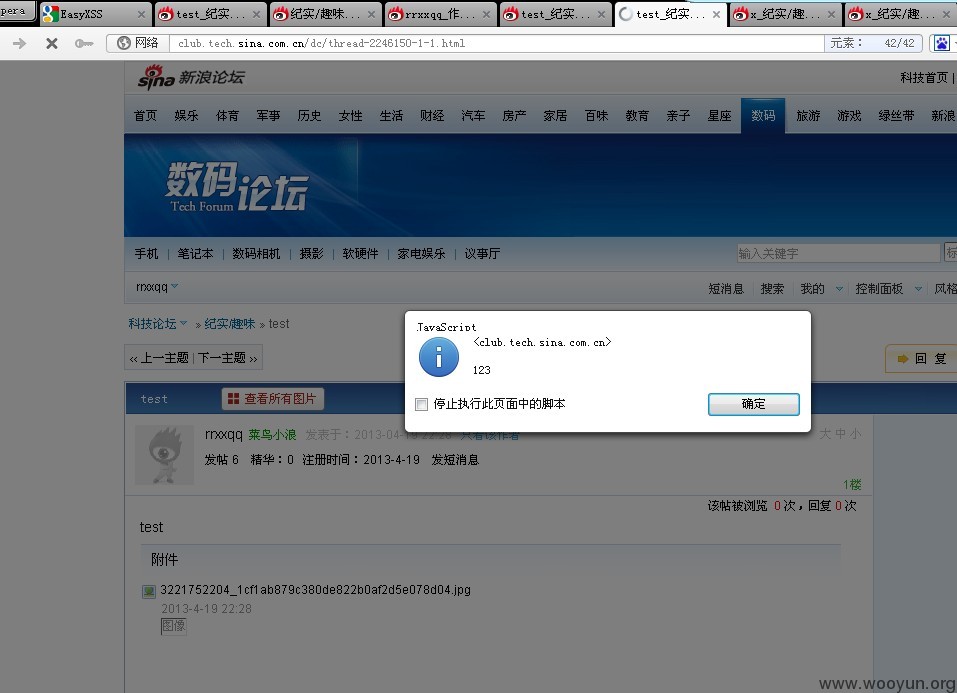 pera EasyXSS test_纪实... 纪实/趣味... rrxxqq_作... test_纪实... test_纪实... x_纪实/趣... x_纪实/趣...
网络 club.tech.sina.com.cn/dc/thread-2246150-1-1.html 元素: 42/42
sina 新浪论坛 科技首页 |
首页 娱乐 体育 军事 历史 女性 生活 财经 汽车 房产 家居 百味 教育 亲子 星座 数码 旅游 游戏 绿丝带 新浪
数码论坛
Tech Forum
手机 | 笔记本 | 数码相机 | 摄影 | 软硬件 | 家电娱乐 | 议事厅 输入关键字
rrxxqq 短消息 搜索 我的 控制面板 风格
科技论坛 » 纪实/趣味 » test
‹‹ 上一主题 | 下一主题 ›› 回 复
JavaScript
<club.tech.sina.com.cn>
123
停止执行此页面中的脚本 确定
test 查看所有图片
rrxxqq 菜鸟小浪 发表于：2013-04-19 22:28 只看该作者 大 中 小
发帖 6 精华：0 注册时间：2013-4-19 发短消息
1楼
该帖被浏览 0 次，回复 0 次
test
附件
3221752204_1cf1ab879c380de822b0af2d5e078d04.jpg
2013-4-19 22:28
图像
www.wooyun.org